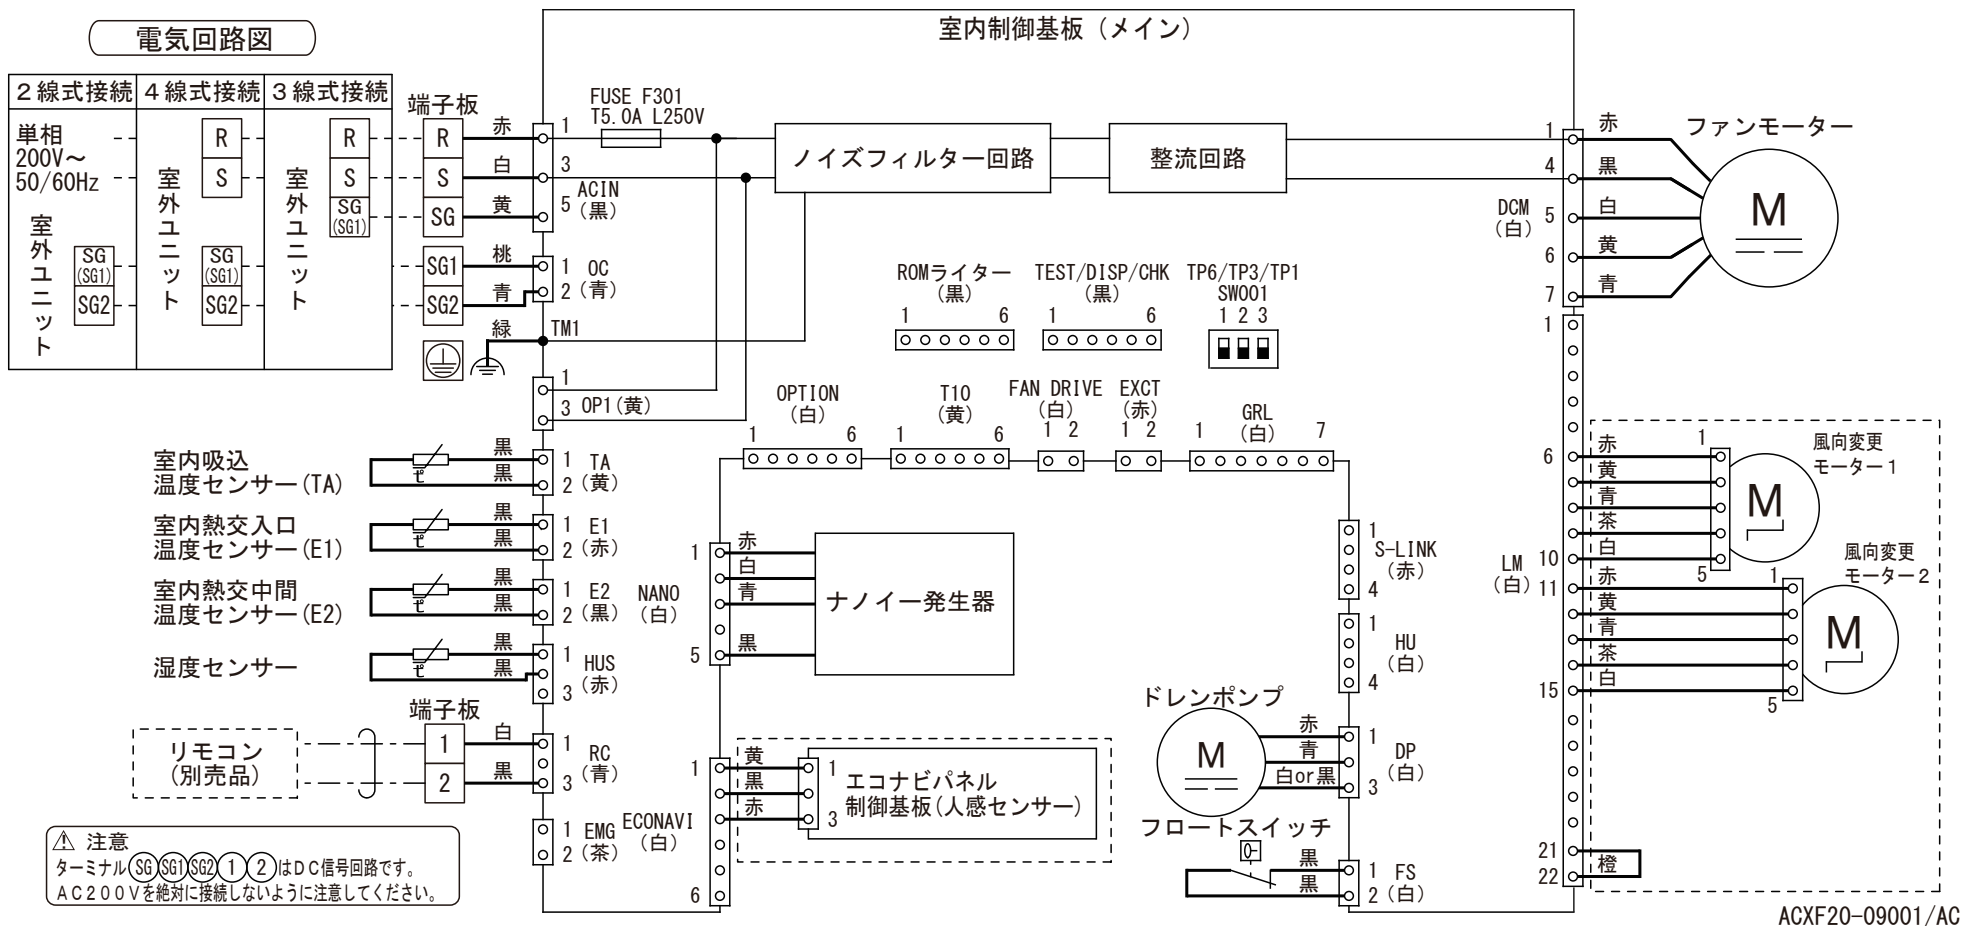 電気回路図
室内制御基板（メイン）
2線式接続 4線式接続 3線式接続
端子板
単相
200V～
50/60Hz
室外ユニット
SG
(SG1)
SG2
室外ユニット
R
S
SG
(SG1)
SG2
室外ユニット
R
S
SG
(SG1)
R 赤 1
S 白 3
SG 黄 5
ACIN
（黒）
SG1 桃 1 OC
SG2 青 2（青）
緑 TM1
1
3 OP1(黄)
FUSE F301
T5.0A L250V
ノイズフィルター回路
整流回路
1 赤
4 黒
DCM 5 白
（白）
6 黄
7 青
ファンモーター
M
ROMライター
（黒）
1 6
TEST/DISP/CHK
（黒）
1 6
TP6/TP3/TP1
SW001
1 2 3
OPTION
（白）
1 6
T10
（黄）
1 6
FAN DRIVE
（白）
1 2
EXCT
（赤）
1 2
GRL
（白）
1 7
室内吸込
温度センサー(TA)
t° 黒 1 TA
黒 2（黄）
室内熱交入口
温度センサー(E1)
t° 黒 1 E1
黒 2（赤）
室内熱交中間
温度センサー(E2)
t° 黒 1 E2
黒 2（黒）
湿度センサー
t° 黒 1 HUS
黒
3（赤）
端子板
リモコン
(別売品)
1 白 1 RC
（青）
2 黒 3
1 EMG
2（茶）
NANO
（白）
1 赤
白
青
5 黒
ナノイー発生器
ECONAVI
（白）
1 黄 1
黒
赤 3
6
エコナビパネル
制御基板(人感センサー)
1
S-LINK
（赤）
4
1
HU
（白）
4
ドレンポンプ
M
赤 1
青 DP
（白）
白or黒 3
フロートスイッチ
黒 1 FS
黒 2（白）
LM
（白）
1
6 赤 1
黄
青
茶
10 白 5
風向変更
モーター1
M
11 赤 1
黄
青
茶
15 白 5
風向変更
モーター2
M
21
橙
22
⚠ 注意
ターミナル SG SG1 SG2 1 2 はＤＣ信号回路です。
ＡＣ２００Ｖを絶対に接続しないように注意してください。
ACXF20-09001/AC